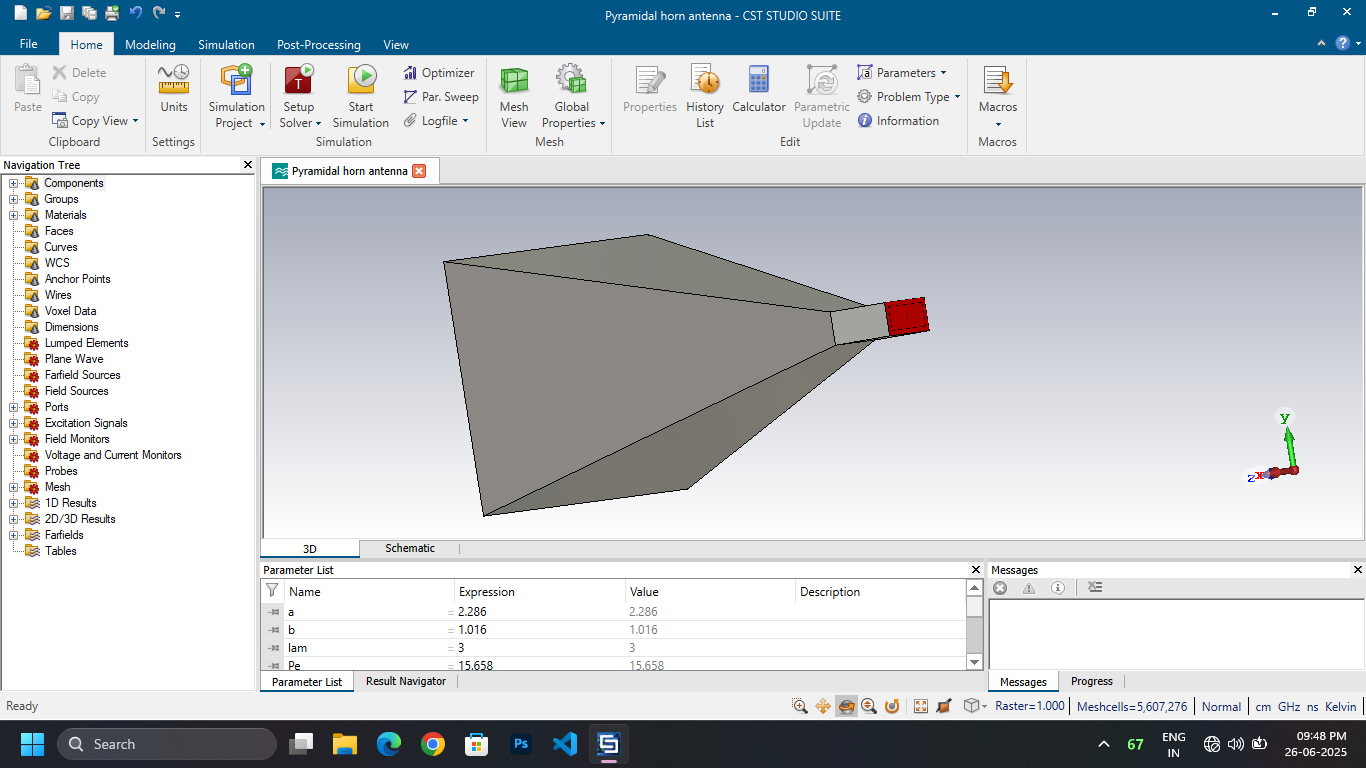 Pyramidal horn antenna - CST STUDIO SUITE
File Home Modeling Simulation Post-Processing View
Paste
Delete
Copy
Copy View
Clipboard
Units
Settings
Simulation Project
Setup Solver
Start Simulation
Optimizer
Par. Sweep
Logfile
Simulation
Mesh View
Global Properties
Mesh
Properties
History List
Calculator
Parametric Update
Parameters
Problem Type
Information
Edit
Macros
Macros
Navigation Tree
Components
Groups
Materials
Faces
Curves
WCS
Anchor Points
Wires
Voxel Data
Dimensions
Lumped Elements
Plane Wave
Farfield Sources
Field Sources
Ports
Excitation Signals
Field Monitors
Voltage and Current Monitors
Probes
Mesh
1D Results
2D/3D Results
Farfields
Tables
Pyramidal horn antenna
y
z x
3D Schematic
Parameter List
Name Expression Value Description
a = 2.286 2.286
b = 1.016 1.016
lam = 3 3
Pe = 15.658 15.658
Parameter List Result Navigator
Messages
Messages Progress
Ready
Raster=1.000 Meshcells=5,607,276 Normal cm GHz ns Kelvin
Search
Ps
67
ENG
IN
09:48 PM
26-06-2025